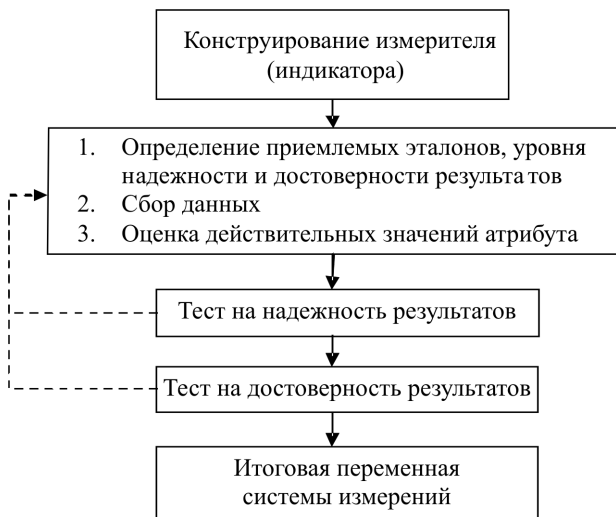 Конструирование измерителя
(индикатора)
1. Определение приемлемых эталонов, уровня
надежности и достоверности результатов
2. Сбор данных
3. Оценка действительных значений атрибута
Тест на надежность результатов
Тест на достоверность результатов
Итоговая переменная
системы измерений